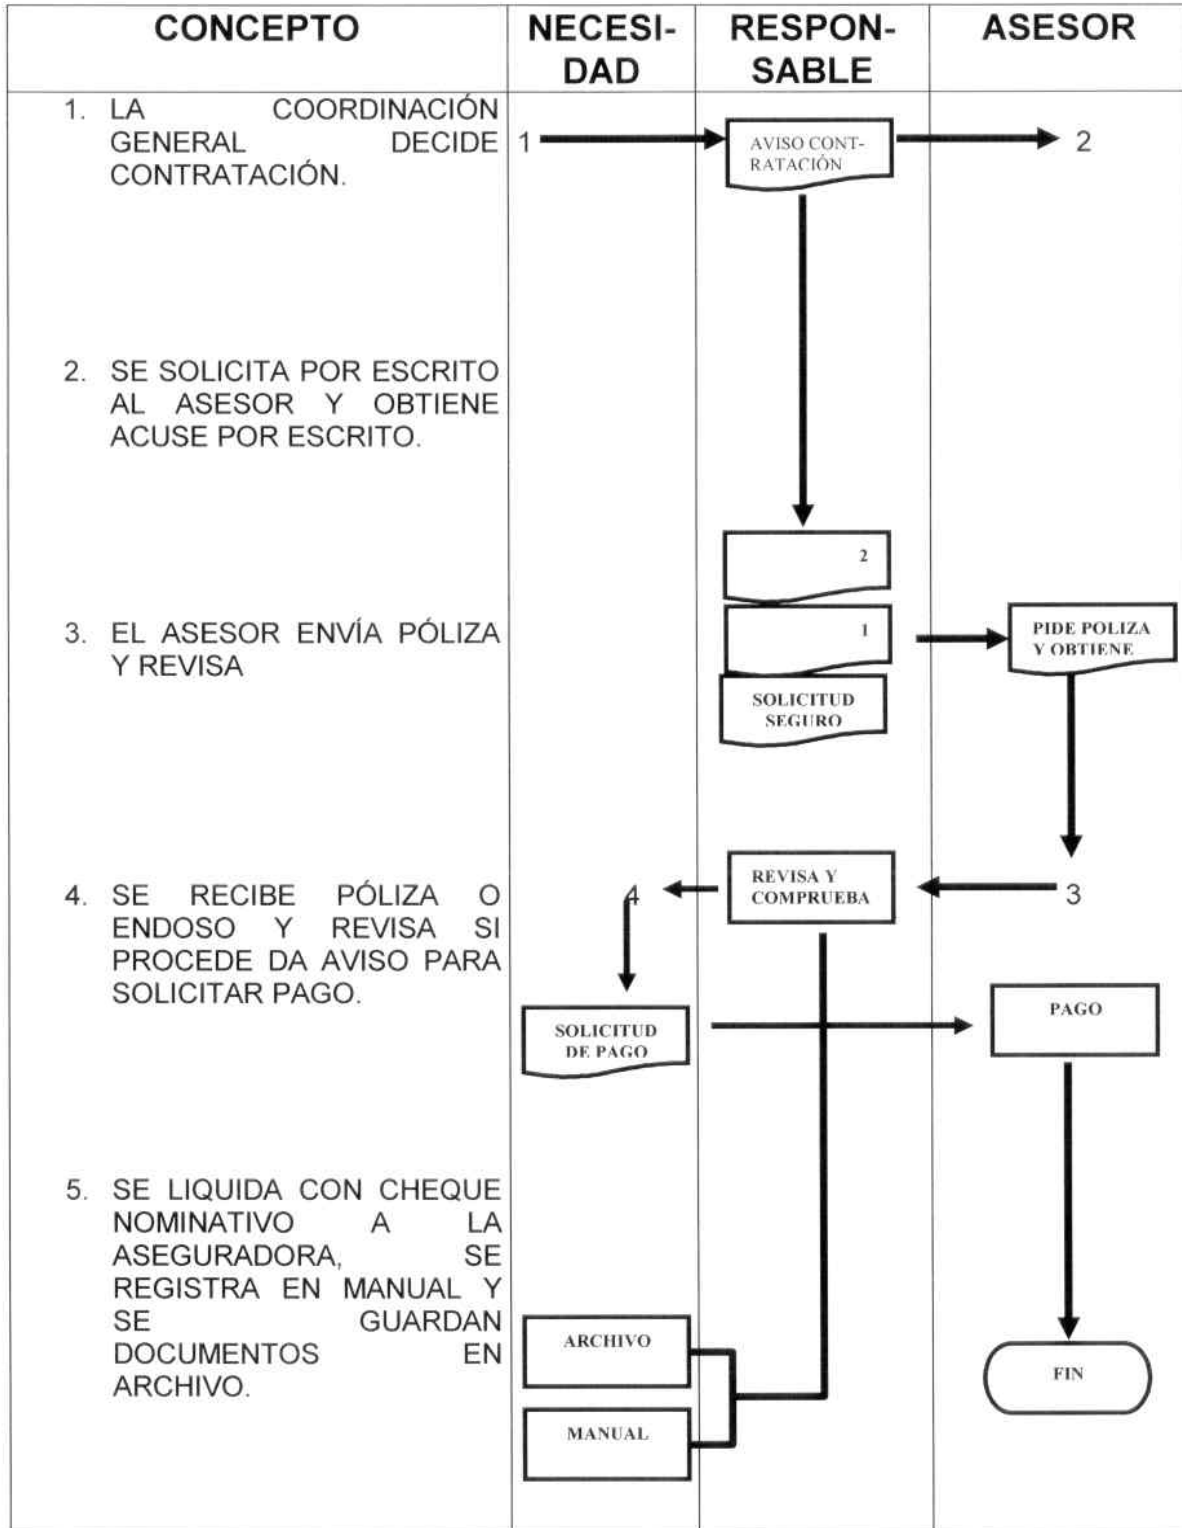 CONCEPTO
NECESI-
DAD
RESPON-
SABLE
ASESOR
1. LA COORDINACIÓN
GENERAL DECIDE
CONTRATACIÓN.
1
AVISO CONT-
RATACIÓN
2
2. SE SOLICITA POR ESCRITO
AL ASESOR Y OBTIENE
ACUSE POR ESCRITO.
2
3. EL ASESOR ENVÍA PÓLIZA
Y REVISA
1
SOLICITUD
SEGURO
PIDE POLIZA
Y OBTIENE
4. SE RECIBE PÓLIZA O
ENDOSO Y REVISA SI
PROCEDE DA AVISO PARA
SOLICITAR PAGO.
4
REVISA Y
COMPRUEBA
3
SOLICITUD
DE PAGO
PAGO
5. SE LIQUIDA CON CHEQUE
NOMINATIVO A LA
ASEGURADORA, SE
REGISTRA EN MANUAL Y
SE GUARDAN
DOCUMENTOS EN
ARCHIVO.
ARCHIVO
MANUAL
FIN